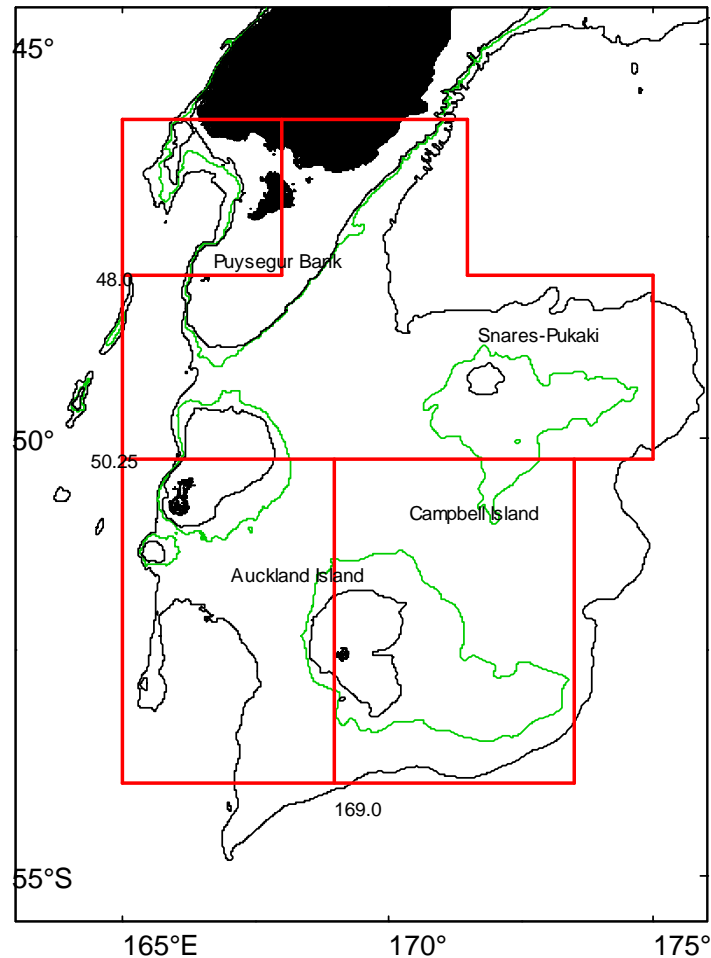 45°
Puysegur Bank
48.0
Snares-Pukaki
50°
50.25
Campbell Island
Auckland Island
169.0
55°S
165°E 170° 175°